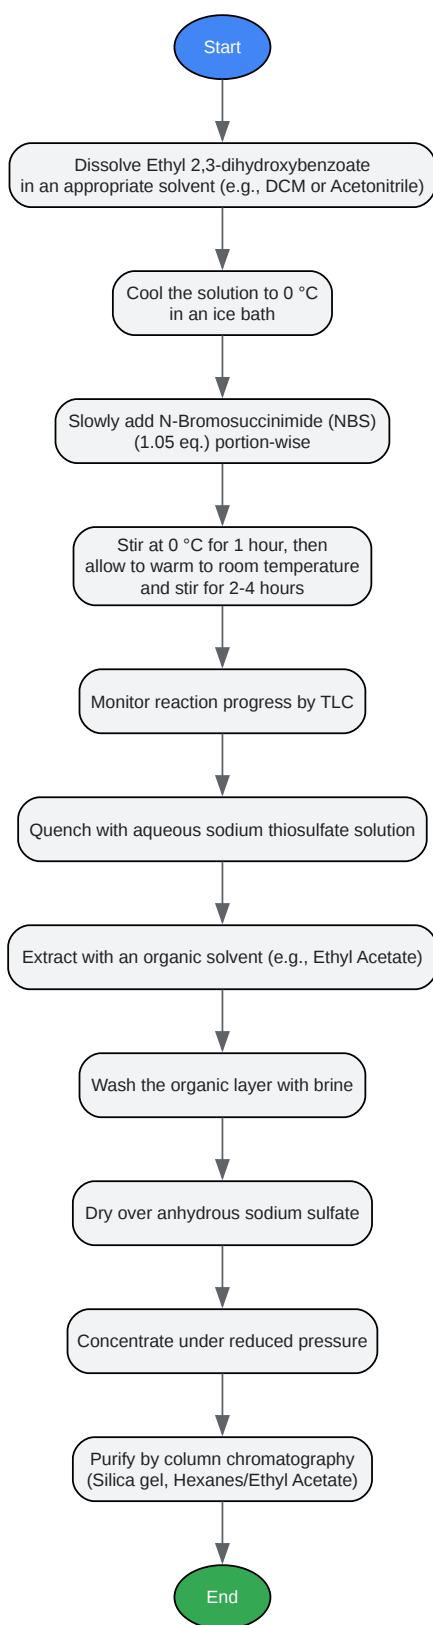 Start
Dissolve Ethyl 2,3-dihydroxybenzoate
in an appropriate solvent (e.g., DCM or Acetonitrile)
Cool the solution to 0 °C
in an ice bath
Slowly add N-Bromosuccinimide (NBS)
(1.05 eq.) portion-wise
Stir at 0 °C for 1 hour, then
allow to warm to room temperature
and stir for 2-4 hours
Monitor reaction progress by TLC
Quench with aqueous sodium thiosulfate solution
Extract with an organic solvent (e.g., Ethyl Acetate)
Wash the organic layer with brine
Dry over anhydrous sodium sulfate
Concentrate under reduced pressure
Purify by column chromatography
(Silica gel, Hexanes/Ethyl Acetate)
End